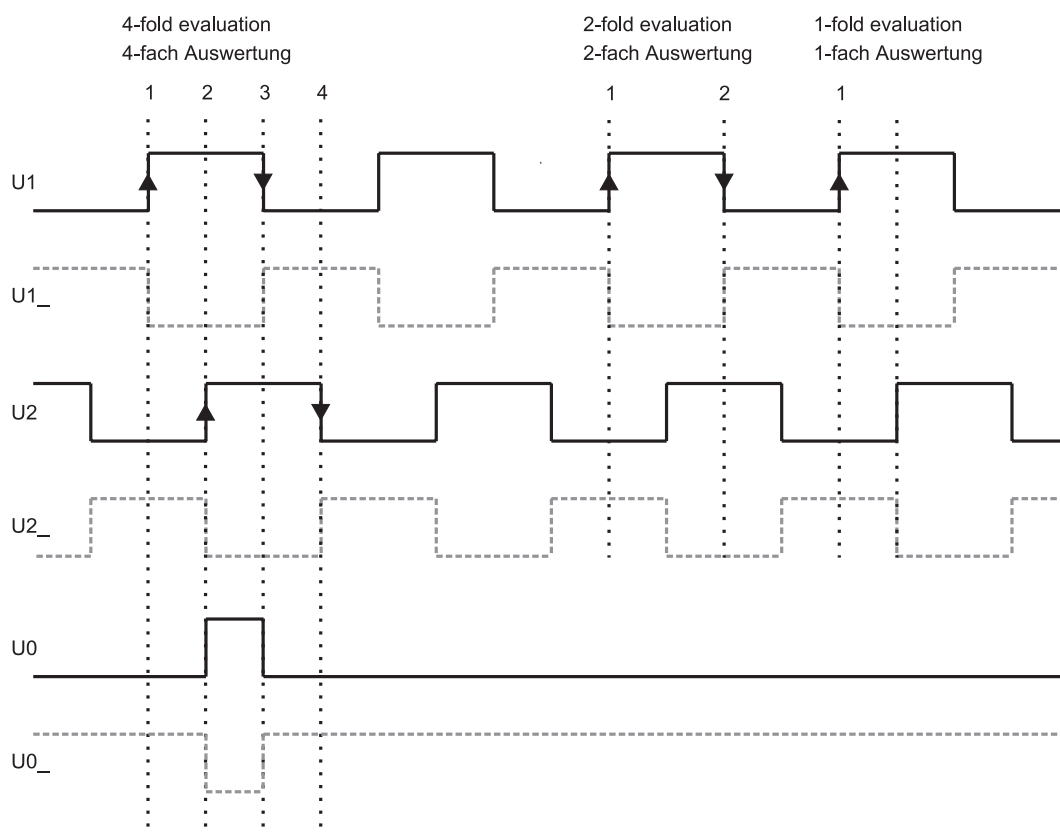 4-fold evaluation
4-fach Auswertung
2-fold evaluation
2-fach Auswertung
1-fold evaluation
1-fach Auswertung
1 2 3 4 1 2 1
U1
U1_
U2
U2_
U0
U0_